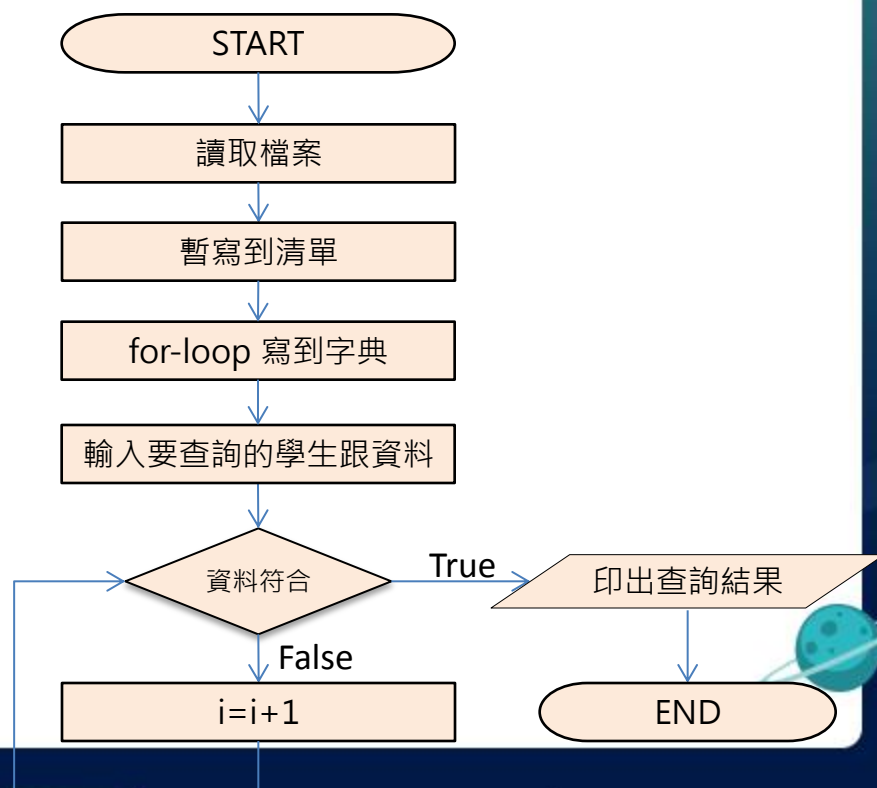 START
讀取檔案
暫寫到清單
for-loop 寫到字典
輸入要查詢的學生跟資料
資料符合
True
印出查詢結果
False
i=i+1
END